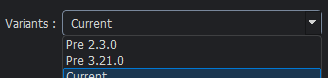 Variants : Current
Pre 2.3.0
Pre 3.21.0
Current